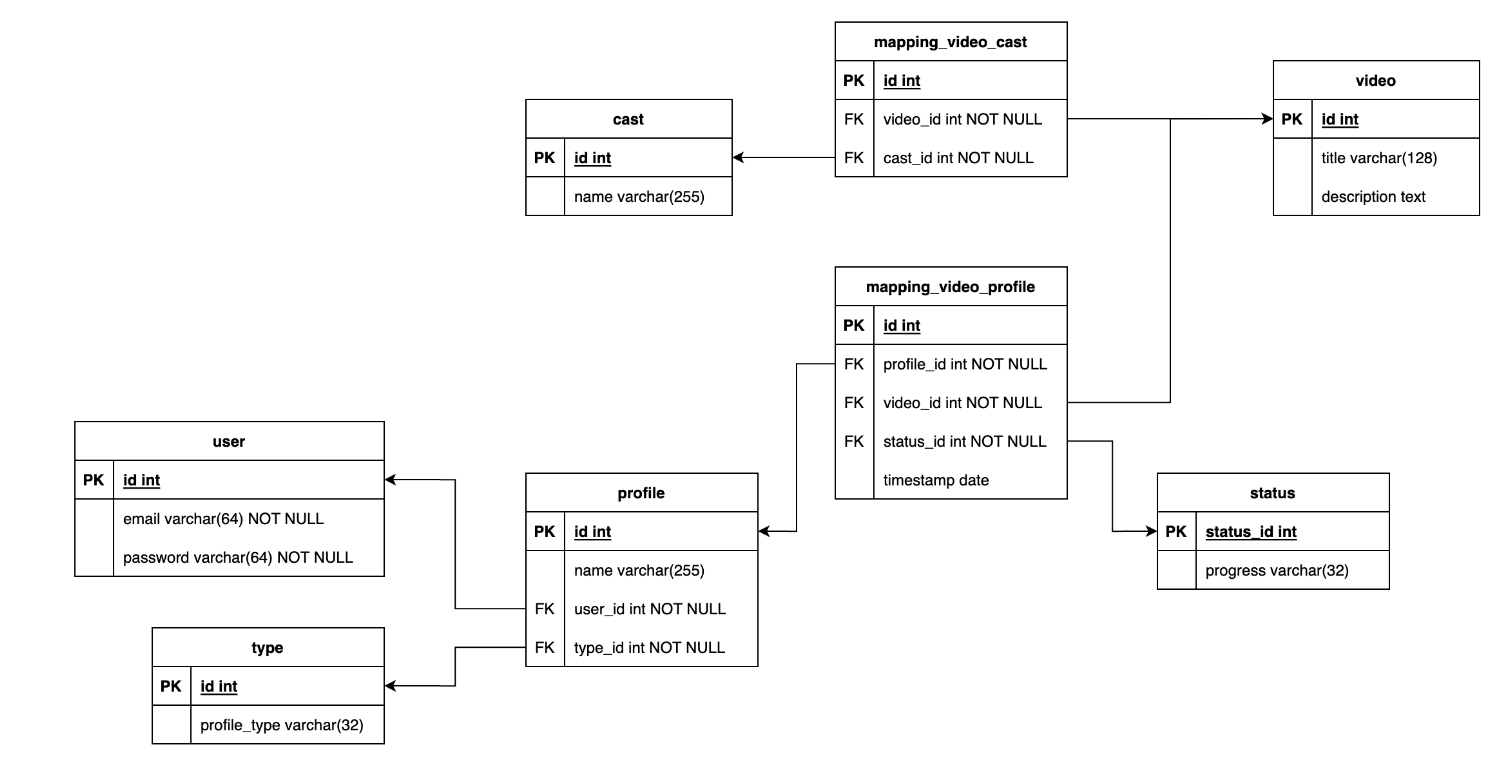 mapping_video_cast
PK id int
FK video_id int NOT NULL
FK cast_id int NOT NULL
video
PK id int
title varchar(128)
description text
cast
PK id int
name varchar(255)
mapping_video_profile
PK id int
FK profile_id int NOT NULL
FK video_id int NOT NULL
FK status_id int NOT NULL
timestamp date
user
PK id int
email varchar(64) NOT NULL
password varchar(64) NOT NULL
profile
PK id int
name varchar(255)
FK user_id int NOT NULL
FK type_id int NOT NULL
status
PK status_id int
progress varchar(32)
type
PK id int
profile_type varchar(32)